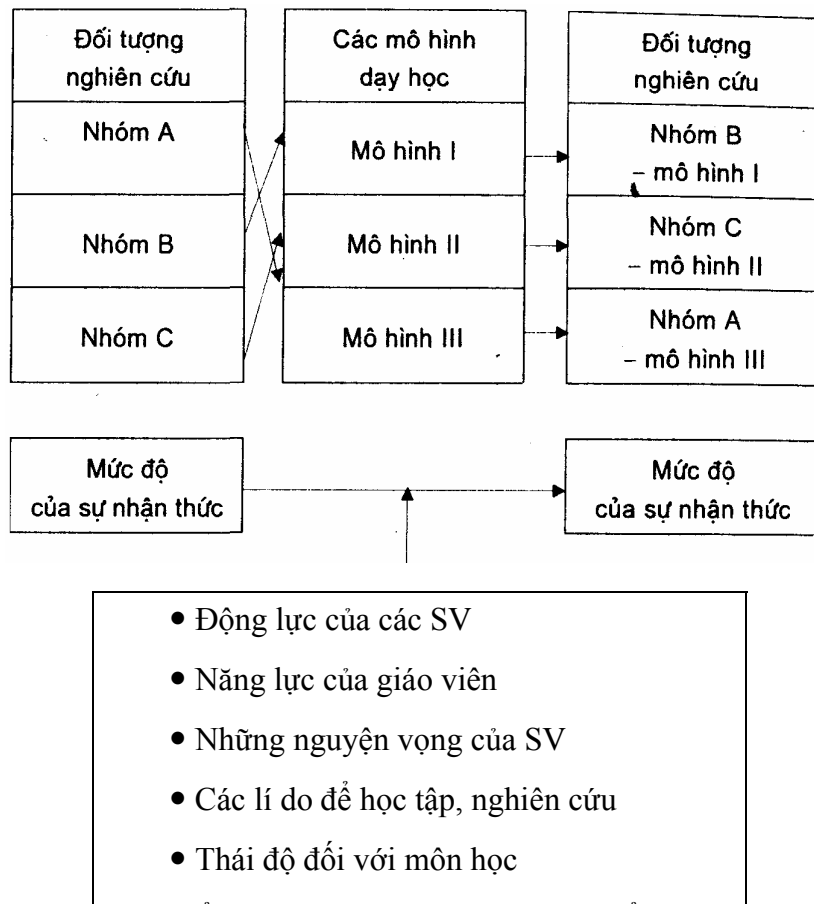 Đối tượng
nghiên cứu
Nhóm A
Nhóm B
Nhóm C
Các mô hình
dạy học
Mô hình I
Mô hình II
Mô hình III
Đối tượng
nghiên cứu
Nhóm B
– mô hình I
Nhóm C
– mô hình II
Nhóm A
– mô hình III
Mức độ
của sự nhận thức
Mức độ
của sự nhận thức
• Động lực của các SV
• Năng lực của giáo viên
• Những nguyện vọng của SV
• Các lí do để học tập, nghiên cứu
• Thái độ đối với môn học